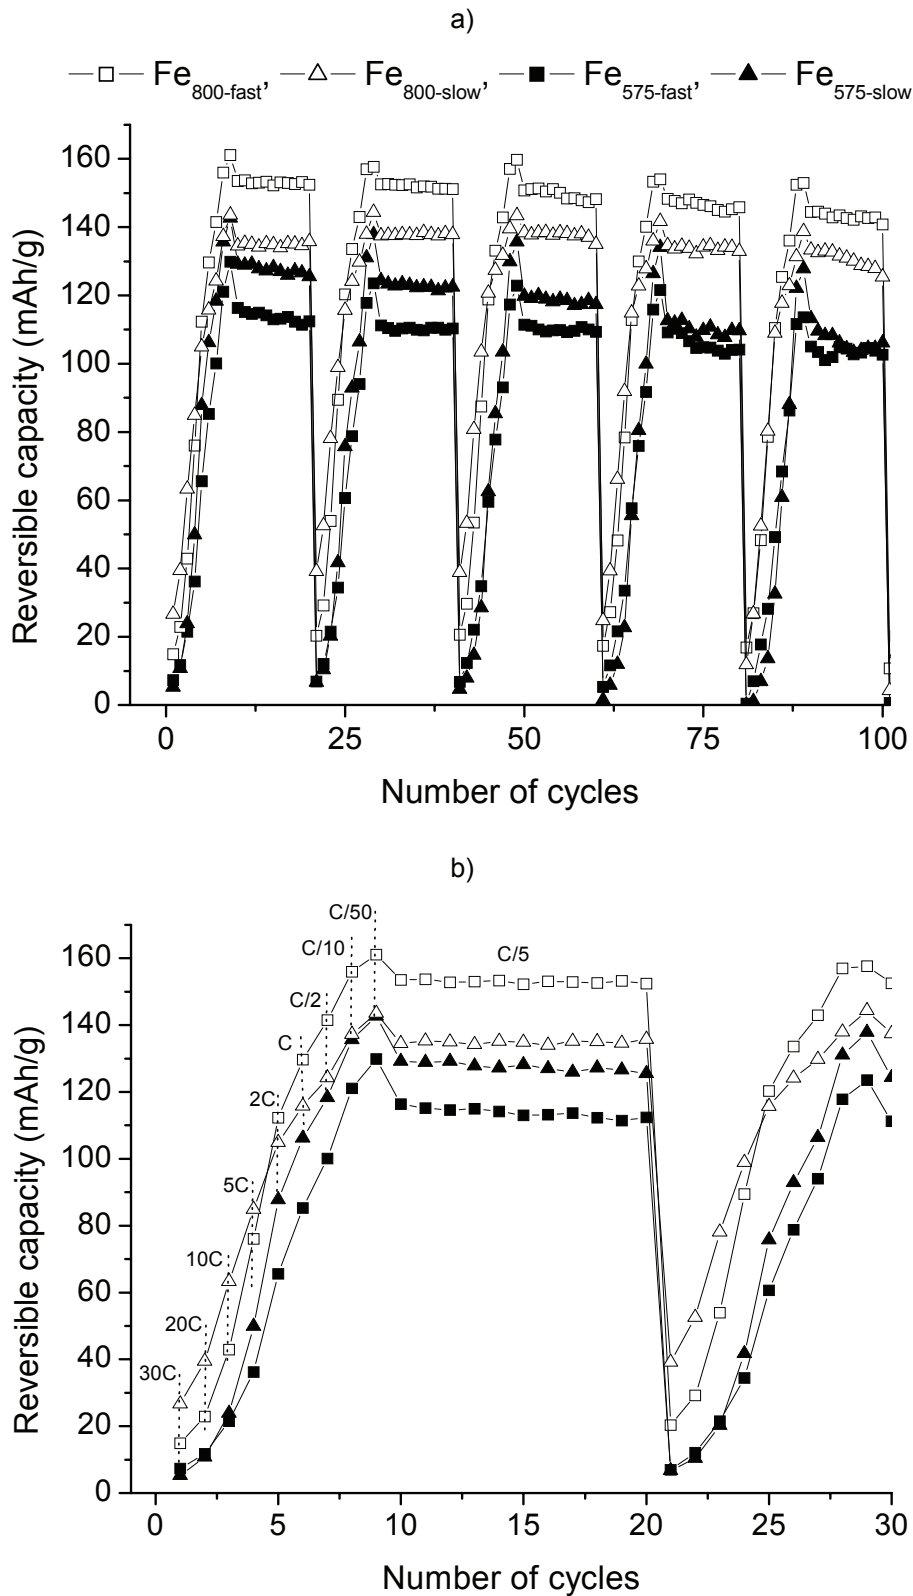 a)
Fe800-fast, Fe800-slow, Fe575-fast, Fe575-slow
160
140
120
100
80
60
40
20
0
Reversible capacity (mAh/g)
0 25 50 75 100
Number of cycles
b)
C/50
C/10
C/5
C/2
C
2C
5C
10C
20C
30C
160
140
120
100
80
60
40
20
0
Reversible capacity (mAh/g)
0 5 10 15 20 25 30
Number of cycles